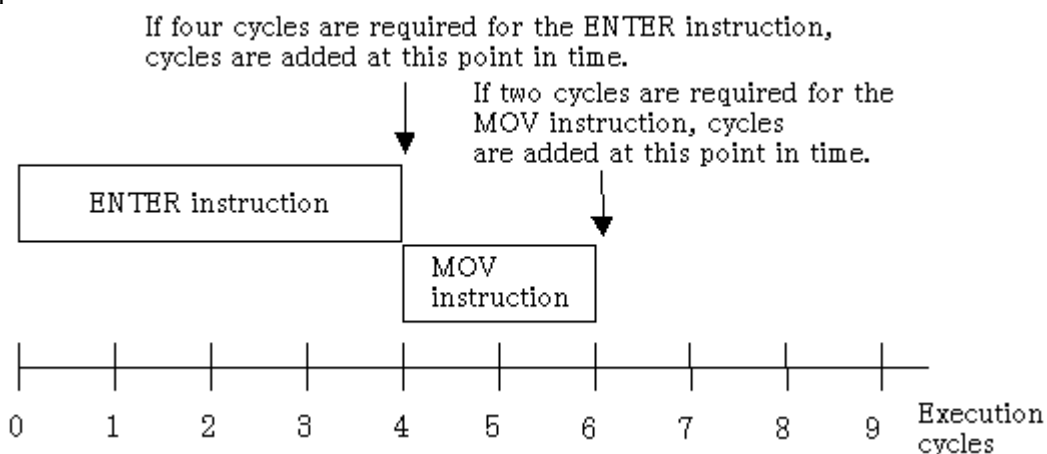 If four cycles are required for the ENTER instruction,
cycles are added at this point in time.
If two cycles are required for the
MOV instruction, cycles
are added at this point in time.
ENTER instruction
MOV
instruction
0 1 2 3 4 5 6 7 8 9
Execution
cycles